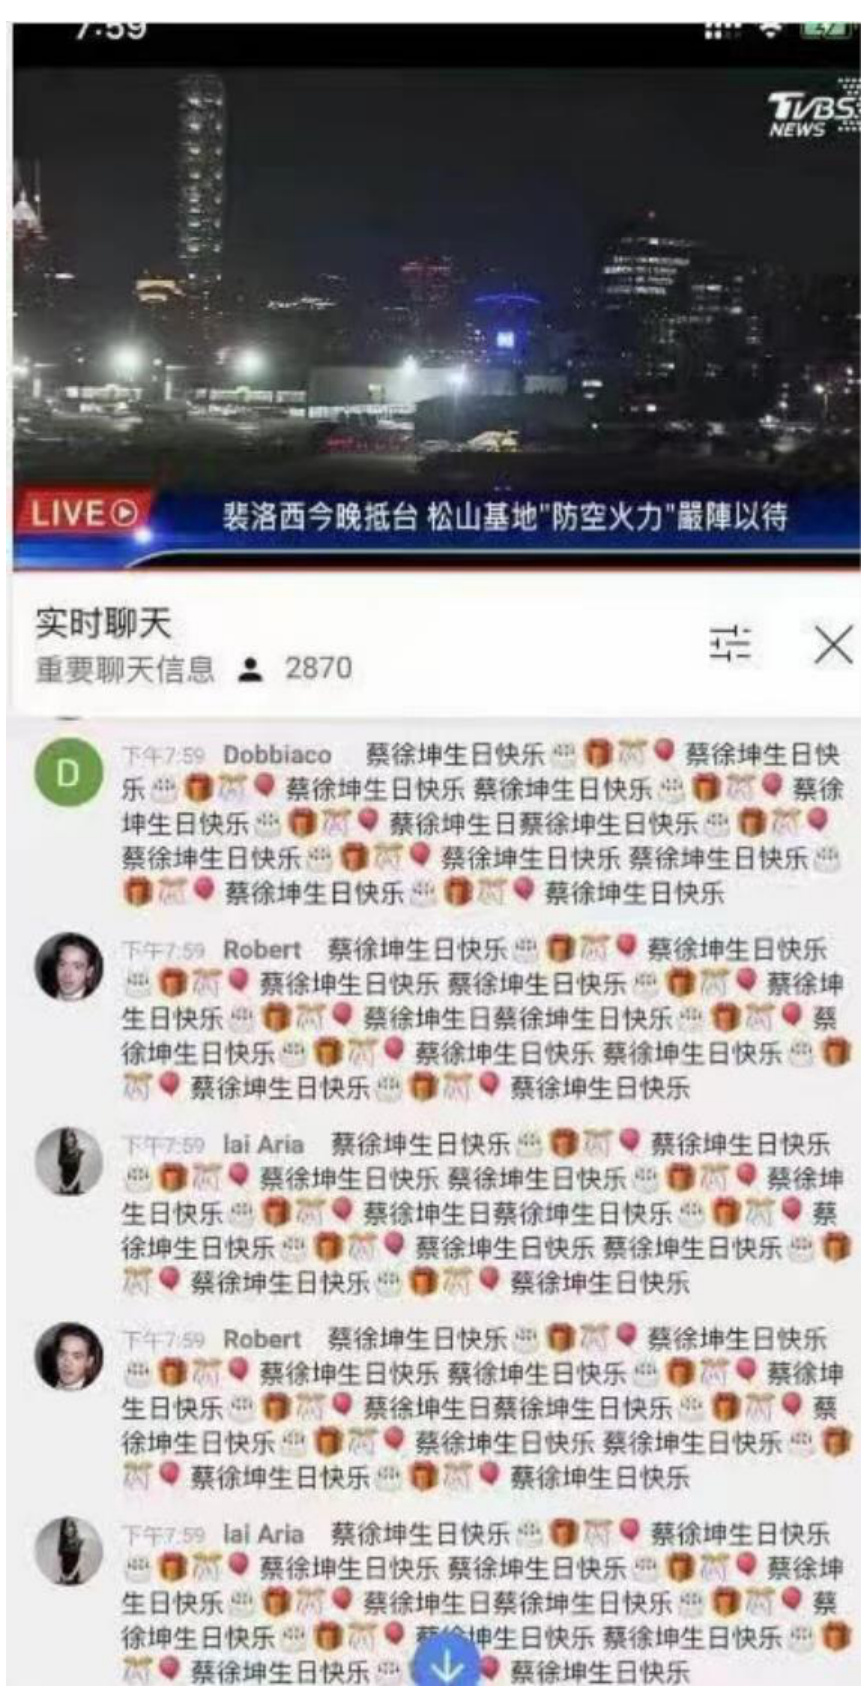 7:59
TVBS
NEWS
LIVE
裴洛西今晚抵台 松山基地"防空火力"嚴陣以待
实时聊天
重要聊天信息 2870
D
下午7:59 Dobbiaco 蔡徐坤生日快乐🎂🎁🎊🎈 蔡徐坤生日快
乐🎂🎁🎊🎈 蔡徐坤生日快乐 蔡徐坤生日快乐🎂🎁🎊🎈 蔡徐
坤生日快乐🎂🎁🎊🎈 蔡徐坤生日蔡徐坤生日快乐🎂🎁🎊🎈
蔡徐坤生日快乐🎂🎁🎊🎈 蔡徐坤生日快乐 蔡徐坤生日快乐🎂
🎁🎊🎈 蔡徐坤生日快乐🎂🎁🎊🎈 蔡徐坤生日快乐
下午7:59 Robert 蔡徐坤生日快乐🎂🎁🎊🎈 蔡徐坤生日快乐
🎂🎁🎊🎈 蔡徐坤生日快乐 蔡徐坤生日快乐🎂🎁🎊🎈 蔡徐坤
生日快乐🎂🎁🎊🎈 蔡徐坤生日蔡徐坤生日快乐🎂🎁🎊🎈 蔡
徐坤生日快乐🎂🎁🎊🎈 蔡徐坤生日快乐 蔡徐坤生日快乐🎂🎁
🎊🎈 蔡徐坤生日快乐🎂🎁🎊🎈 蔡徐坤生日快乐
下午7:59 lai Aria 蔡徐坤生日快乐🎂🎁🎊🎈 蔡徐坤生日快乐
🎂🎁🎊🎈 蔡徐坤生日快乐 蔡徐坤生日快乐🎂🎁🎊🎈 蔡徐坤
生日快乐🎂🎁🎊🎈 蔡徐坤生日蔡徐坤生日快乐🎂🎁🎊🎈 蔡
徐坤生日快乐🎂🎁🎊🎈 蔡徐坤生日快乐 蔡徐坤生日快乐🎂🎁
🎊🎈 蔡徐坤生日快乐🎂🎁🎊🎈 蔡徐坤生日快乐
下午7:59 Robert 蔡徐坤生日快乐🎂🎁🎊🎈 蔡徐坤生日快乐
🎂🎁🎊🎈 蔡徐坤生日快乐 蔡徐坤生日快乐🎂🎁🎊🎈 蔡徐坤
生日快乐🎂🎁🎊🎈 蔡徐坤生日蔡徐坤生日快乐🎂🎁🎊🎈 蔡
徐坤生日快乐🎂🎁🎊🎈 蔡徐坤生日快乐 蔡徐坤生日快乐🎂🎁
🎊🎈 蔡徐坤生日快乐🎂🎁🎊🎈 蔡徐坤生日快乐
下午7:59 lai Aria 蔡徐坤生日快乐🎂🎁🎊🎈 蔡徐坤生日快乐
🎂🎁🎊🎈 蔡徐坤生日快乐 蔡徐坤生日快乐🎂🎁🎊🎈 蔡徐坤
生日快乐🎂🎁🎊🎈 蔡徐坤生日蔡徐坤生日快乐🎂🎁🎊🎈 蔡
徐坤生日快乐🎂🎁🎊🎈 蔡徐坤生日快乐 蔡徐坤生日快乐🎂🎁
🎊🎈 蔡徐坤生日快乐🎂🎈 蔡徐坤生日快乐